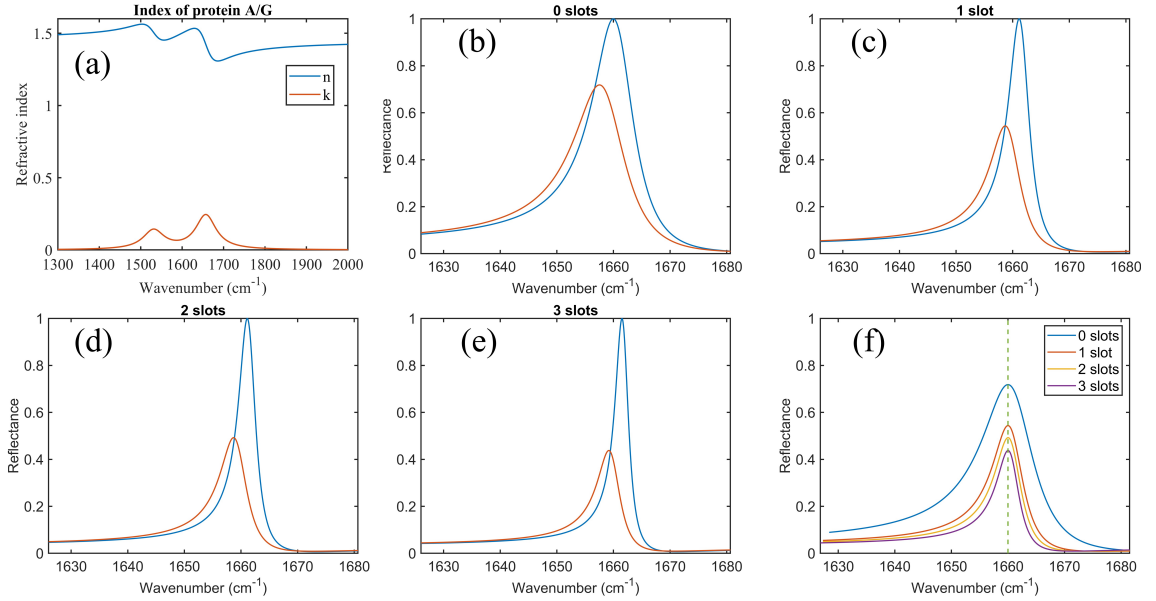 Index of protein A/G
(a)
n
k
Refractive index
0
0.5
1
1.5
1300 1400 1500 1600 1700 1800 1900 2000
Wavenumber (cm⁻¹)
0 slots
(b)
Reflectance
0
0.2
0.4
0.6
0.8
1
1630 1640 1650 1660 1670 1680
Wavenumber (cm⁻¹)
1 slot
(c)
Reflectance
0
0.2
0.4
0.6
0.8
1
1630 1640 1650 1660 1670 1680
Wavenumber (cm⁻¹)
2 slots
(d)
Reflectance
0
0.2
0.4
0.6
0.8
1
1630 1640 1650 1660 1670 1680
Wavenumber (cm⁻¹)
3 slots
(e)
Reflectance
0
0.2
0.4
0.6
0.8
1
1630 1640 1650 1660 1670 1680
Wavenumber (cm⁻¹)
(f)
0 slots
1 slot
2 slots
3 slots
Reflectance
0
0.2
0.4
0.6
0.8
1
1630 1640 1650 1660 1670 1680
Wavenumber (cm⁻¹)